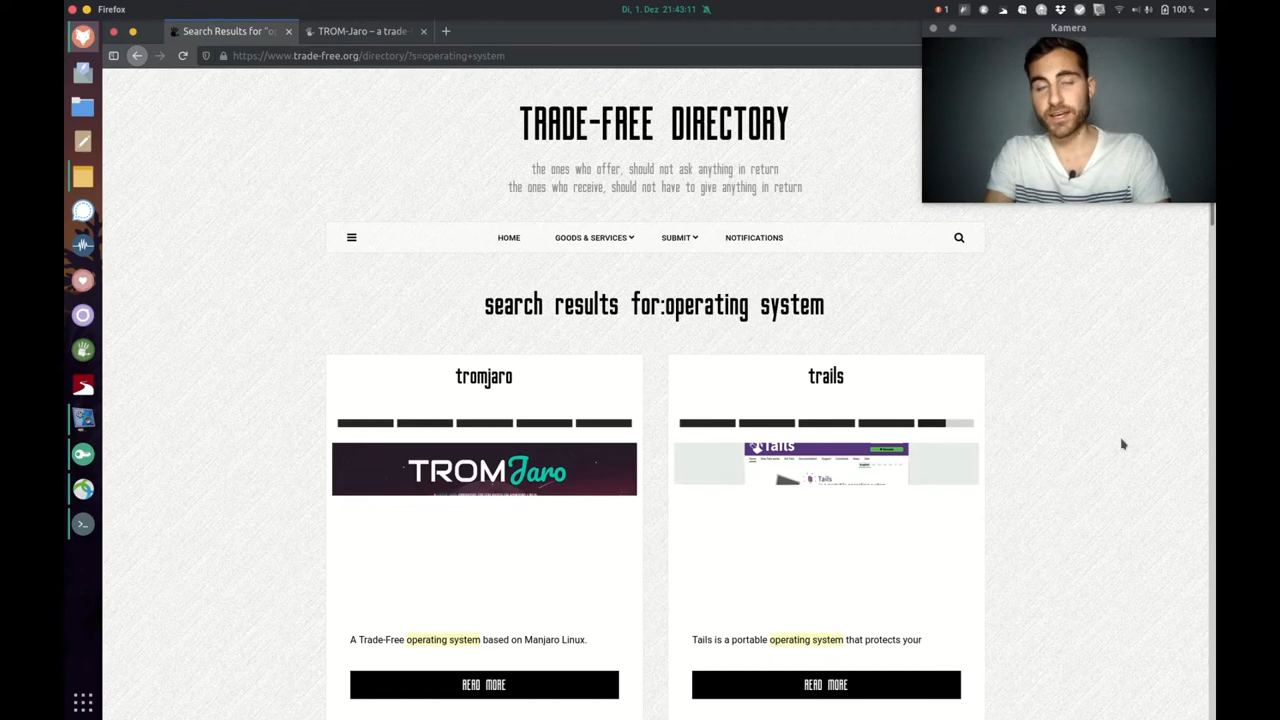 Firefox
Di, 1. Dez 21:43:11
1
100 %
Search Results for "op
TROM-Jaro – a trade-
Kamera
https://www.trade-free.org/directory/?s=operating+system
TRADE-FREE DIRECTORY
the ones who offer, should not ask anything in return
the ones who receive, should not have to give anything in return
HOME
GOODS & SERVICES
SUBMIT
NOTIFICATIONS
search results for:operating system
tromjaro
trails
TROMJaro
Tails
Tails
A Trade-Free operating system based on Manjaro Linux.
Tails is a portable operating system that protects your
READ MORE
READ MORE